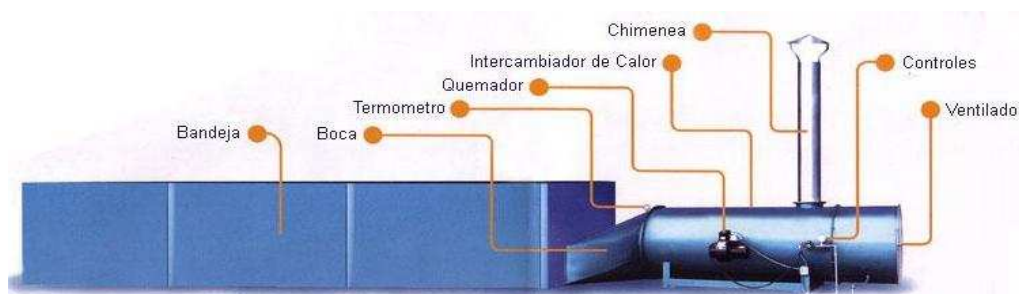 Chimenea
Intercambiador de Calor
Controles
Quemador
Termometro
Ventilado
Bandeja
Boca